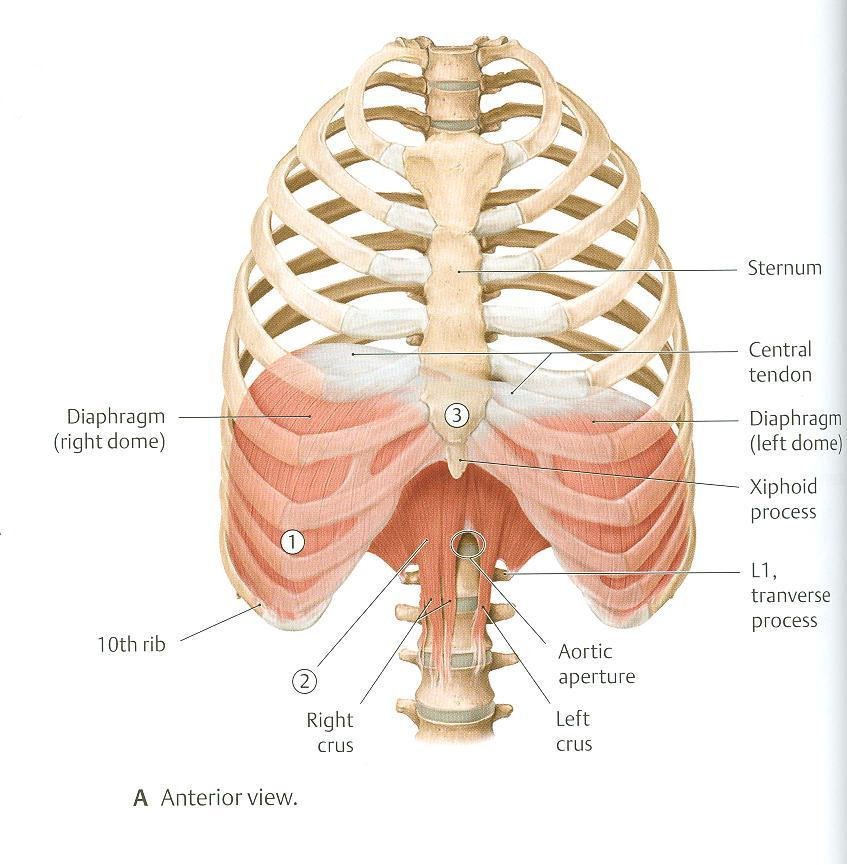 Sternum
Central
tendon
Diaphragm
(right dome)
3
Diaphragm
(left dome)
Xiphoid
process
1
L1,
tranverse
process
10th rib
Aortic
aperture
2
Right
crus
Left
crus
A Anterior view.